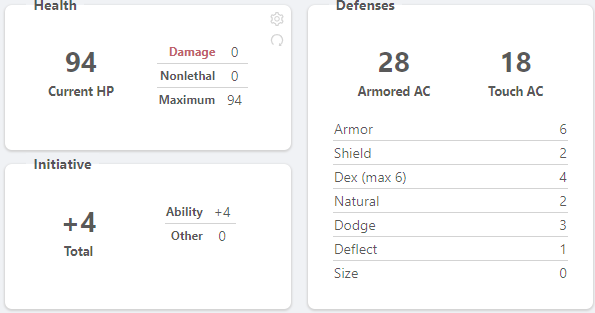 Health
94
Current HP
Damage 0
Nonlethal 0
Maximum 94
Initiative
+4
Total
Ability +4
Other 0
Defenses
28
Armored AC
18
Touch AC
Armor 6
Shield 2
Dex (max 6) 4
Natural 2
Dodge 3
Deflect 1
Size 0